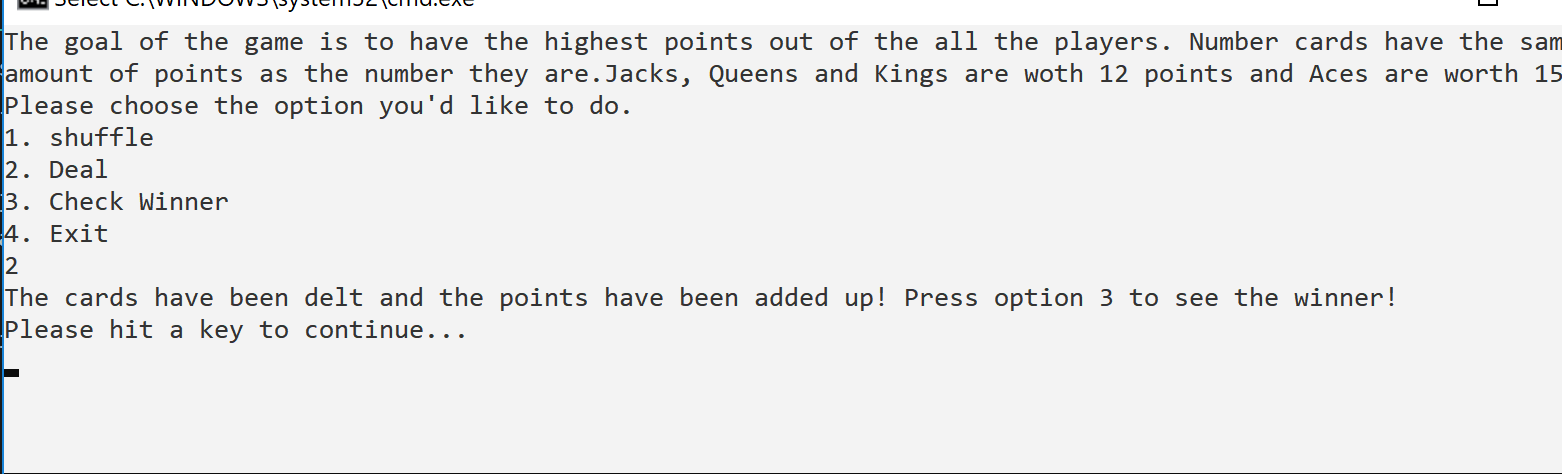 Select C:\WINDOWS\system32\cmd.exe
The goal of the game is to have the highest points out of the all the players. Number cards have the sam
amount of points as the number they are.Jacks, Queens and Kings are woth 12 points and Aces are worth 15
Please choose the option you'd like to do.
1. shuffle
2. Deal
3. Check Winner
4. Exit
2
The cards have been delt and the points have been added up! Press option 3 to see the winner!
Please hit a key to continue...